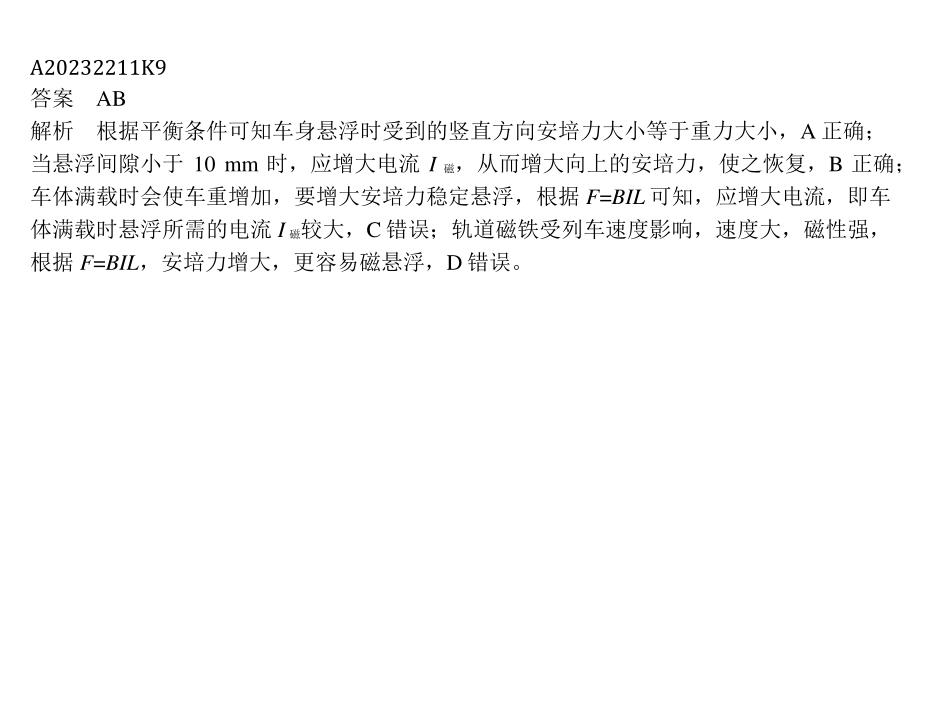 A20232211K9
答案 AB
解析 根据平衡条件可知车身悬浮时受到的竖直方向安培力大小等于重力大小，A 正确；
当悬浮间隙小于 10 mm 时，应增大电流 I 磁，从而增大向上的安培力，使之恢复，B 正确；
车体满载时会使车重增加，要增大安培力稳定悬浮，根据 F=BIL 可知，应增大电流，即车
体满载时悬浮所需的电流 I 磁较大，C 错误；轨道磁铁受列车速度影响，速度大，磁性强，
根据 F=BIL，安培力增大，更容易磁悬浮，D 错误。